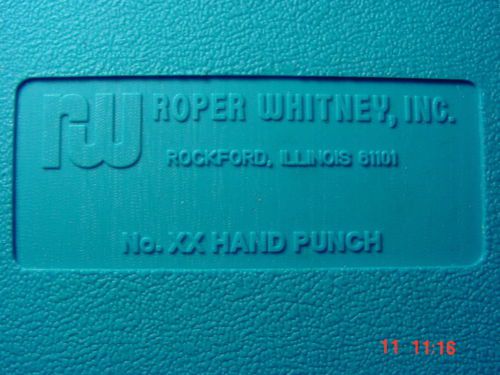 rw ROPER WHITNEY, INC.
ROCKFORD, ILLINOIS 61101
No. XX HAND PUNCH
11 11:16